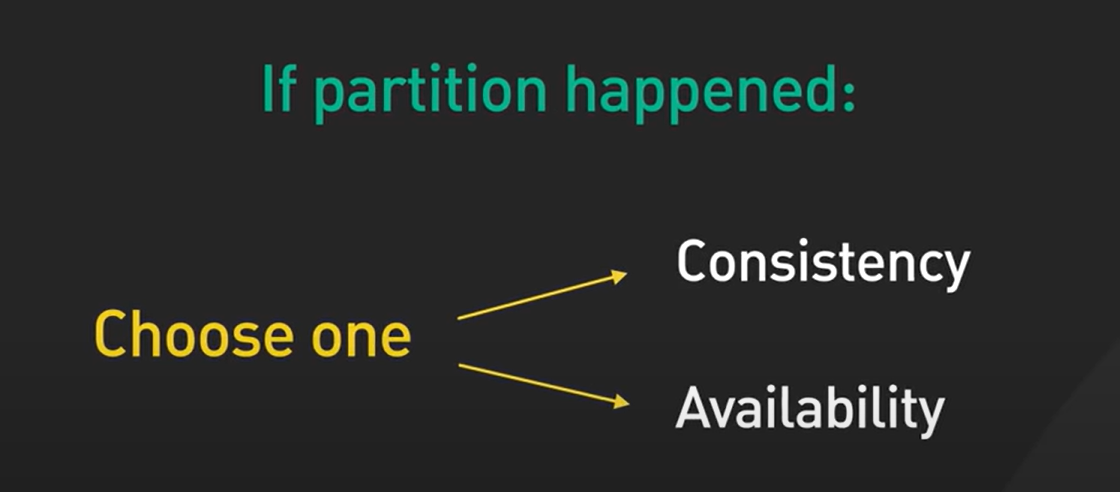 If partition happened:
Consistency
Choose one
Availability